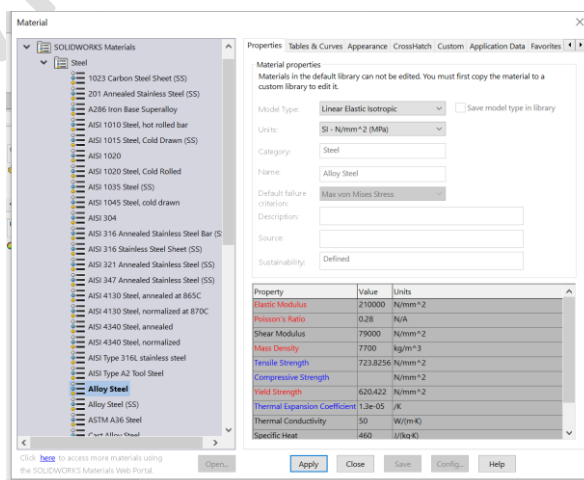 Material
SOLIDWORKS Materials
Steel
1023 Carbon Steel Sheet (SS)
201 Annealed Stainless Steel (SS)
A286 Iron Base Superalloy
AISI 1010 Steel, hot rolled bar
AISI 1015 Steel, Cold Drawn (SS)
AISI 1020
AISI 1020 Steel, Cold Rolled
AISI 1035 Steel (SS)
AISI 1045 Steel, cold drawn
AISI 304
AISI 316 Annealed Stainless Steel Bar (S
AISI 316 Stainless Steel Sheet (SS)
AISI 321 Annealed Stainless Steel (SS)
AISI 347 Annealed Stainless Steel (SS)
AISI 4130 Steel, annealed at 865C
AISI 4130 Steel, normalized at 870C
AISI 4340 Steel, annealed
AISI 4340 Steel, normalized
AISI Type 316L stainless steel
AISI Type A2 Tool Steel
Alloy Steel
Alloy Steel (SS)
ASTM A36 Steel
Cast Alloy Steel
Click here to access more materials using
the SOLIDWORKS Materials Web Portal.
Open...
Properties Tables & Curves Appearance CrossHatch Custom Application Data Favorites
Material properties
Materials in the default library can not be edited. You must first copy the material to a
custom library to edit it.
Model Type: Linear Elastic Isotropic Save model type in library
Units: SI - N/mm^2 (MPa)
Category: Steel
Name: Alloy Steel
Default failure
criterion: Max von Mises Stress
Description:
Source:
Sustainability: Defined
Property Value Units
Elastic Modulus 210000 N/mm^2
Poisson's Ratio 0.28 N/A
Shear Modulus 79000 N/mm^2
Mass Density 7700 kg/m^3
Tensile Strength 723.8256 N/mm^2
Compressive Strength N/mm^2
Yield Strength 620.422 N/mm^2
Thermal Expansion Coefficient 1.3e-05 /K
Thermal Conductivity 50 W/(m·K)
Specific Heat 460 J/(kg·K)
Apply Close Save Config... Help